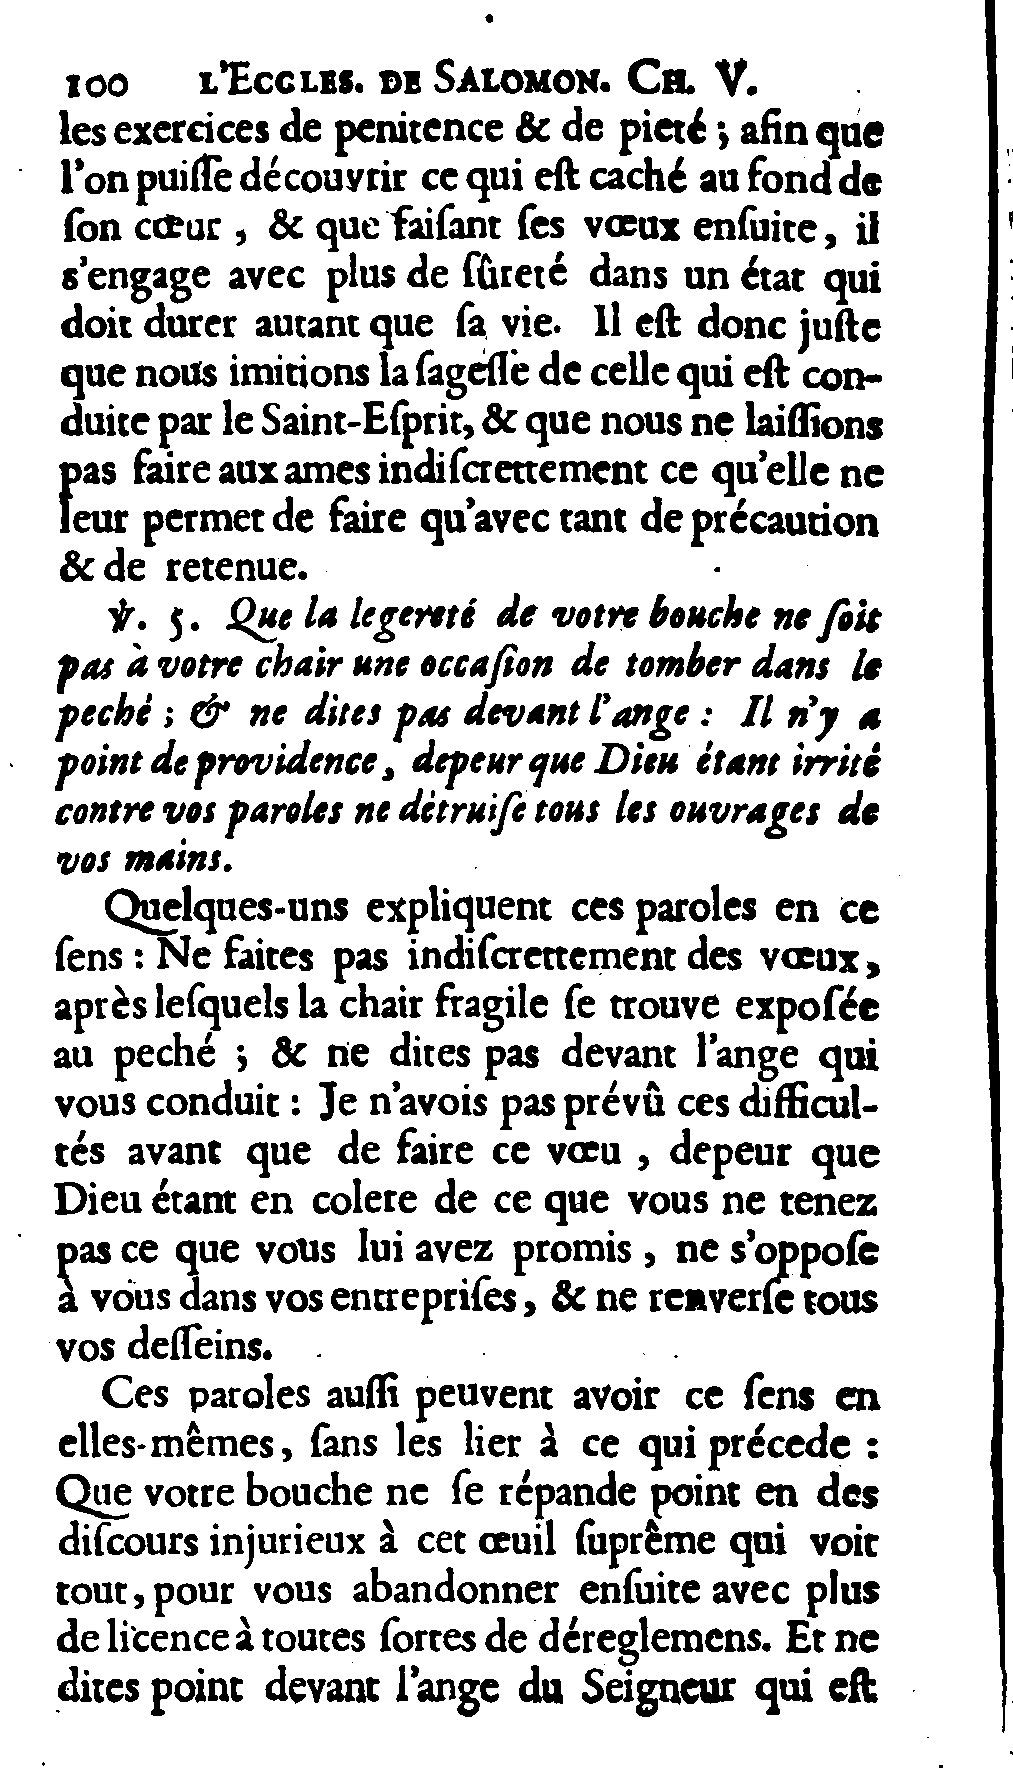 100 L'ECCLES. DE SALOMON. CH. V.
les exercices de penitence & de pieté ; afin que
l'on puiſſe découvrir ce qui eſt caché au fond de
ſon cœur , & que faiſant ſes vœux enſuite, il
s'engage avec plus de ſûreté dans un état qui
doit durer autant que ſa vie. Il eſt donc juſte
que nous imitions la ſageſſe de celle qui eſt con-
duite par le Saint-Eſprit, & que nous ne laiſſions
pas faire aux ames indiſcrettement ce qu'elle ne
leur permet de faire qu'avec tant de précaution
& de retenue.
℣. 5. Que la legereté de votre bouche ne ſoit
pas à votre chair une occaſion de tomber dans le
peché ; & ne dites pas devant l'ange : Il n'y a
point de providence, depeur que Dieu étant irrité
contre vos paroles ne détruiſe tous les ouvrages de
vos mains.
Quelques-uns expliquent ces paroles en ce
ſens : Ne faites pas indiſcrettement des vœux,
après leſquels la chair fragile ſe trouve expoſée
au peché ; & ne dites pas devant l'ange qui
vous conduit : Je n'avois pas prévû ces difficul-
tés avant que de faire ce vœu , depeur que
Dieu étant en colere de ce que vous ne tenez
pas ce que vous lui avez promis , ne s'oppoſe
à vous dans vos entrepriſes, & ne renverſe tous
vos deſſeins.
Ces paroles auſſi peuvent avoir ce ſens en
elles-mêmes, ſans les lier à ce qui précede :
Que votre bouche ne ſe répande point en des
diſcours injurieux à cet œuil ſuprême qui voit
tout, pour vous abandonner enſuite avec plus
de licence à toutes ſortes de déreglemens. Et ne
dites point devant l'ange du Seigneur qui eſt